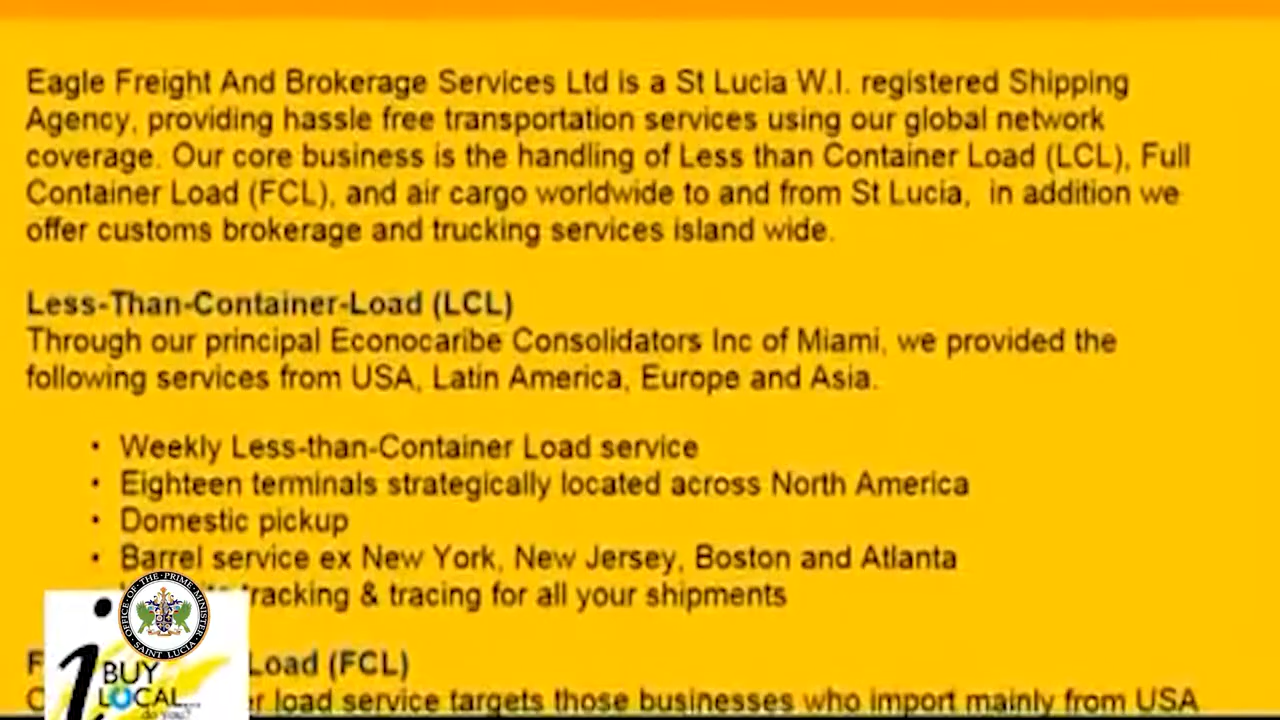 Eagle Freight And Brokerage Services Ltd is a St Lucia W.I. registered Shipping
Agency, providing hassle free transportation services using our global network
coverage. Our core business is the handling of Less than Container Load (LCL), Full
Container Load (FCL), and air cargo worldwide to and from St Lucia, in addition we
offer customs brokerage and trucking services island wide.
Less-Than-Container-Load (LCL)
Through our principal Econocaribe Consolidators Inc of Miami, we provided the
following services from USA, Latin America, Europe and Asia.
• Weekly Less-than-Container Load service
• Eighteen terminals strategically located across North America
• Domestic pickup
• Barrel service ex New York, New Jersey, Boston and Atlanta
tracking & tracing for all your shipments
Load (FCL)
load service targets those businesses who import mainly from USA
OFFICE OF THE PRIME MINISTER
SAINT LUCIA
i
BUY
LOCAL...
do you?